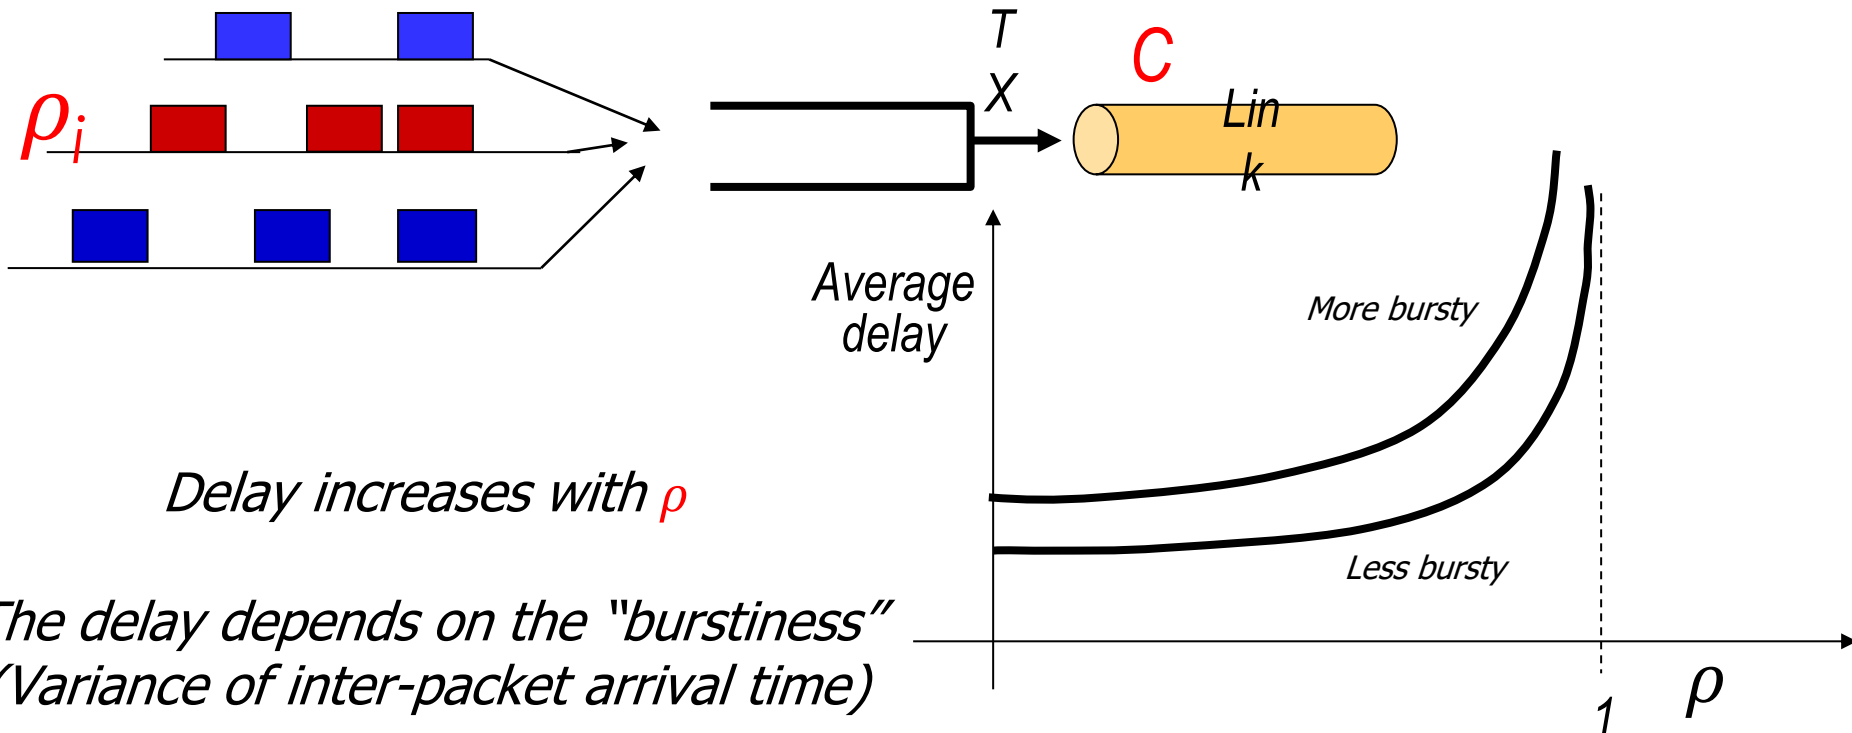 T
X
C
ρi
Lin
k
Average
delay
More bursty
Less bursty
Delay increases with ρ
The delay depends on the “burstiness”
(Variance of inter-packet arrival time)
ρ
1